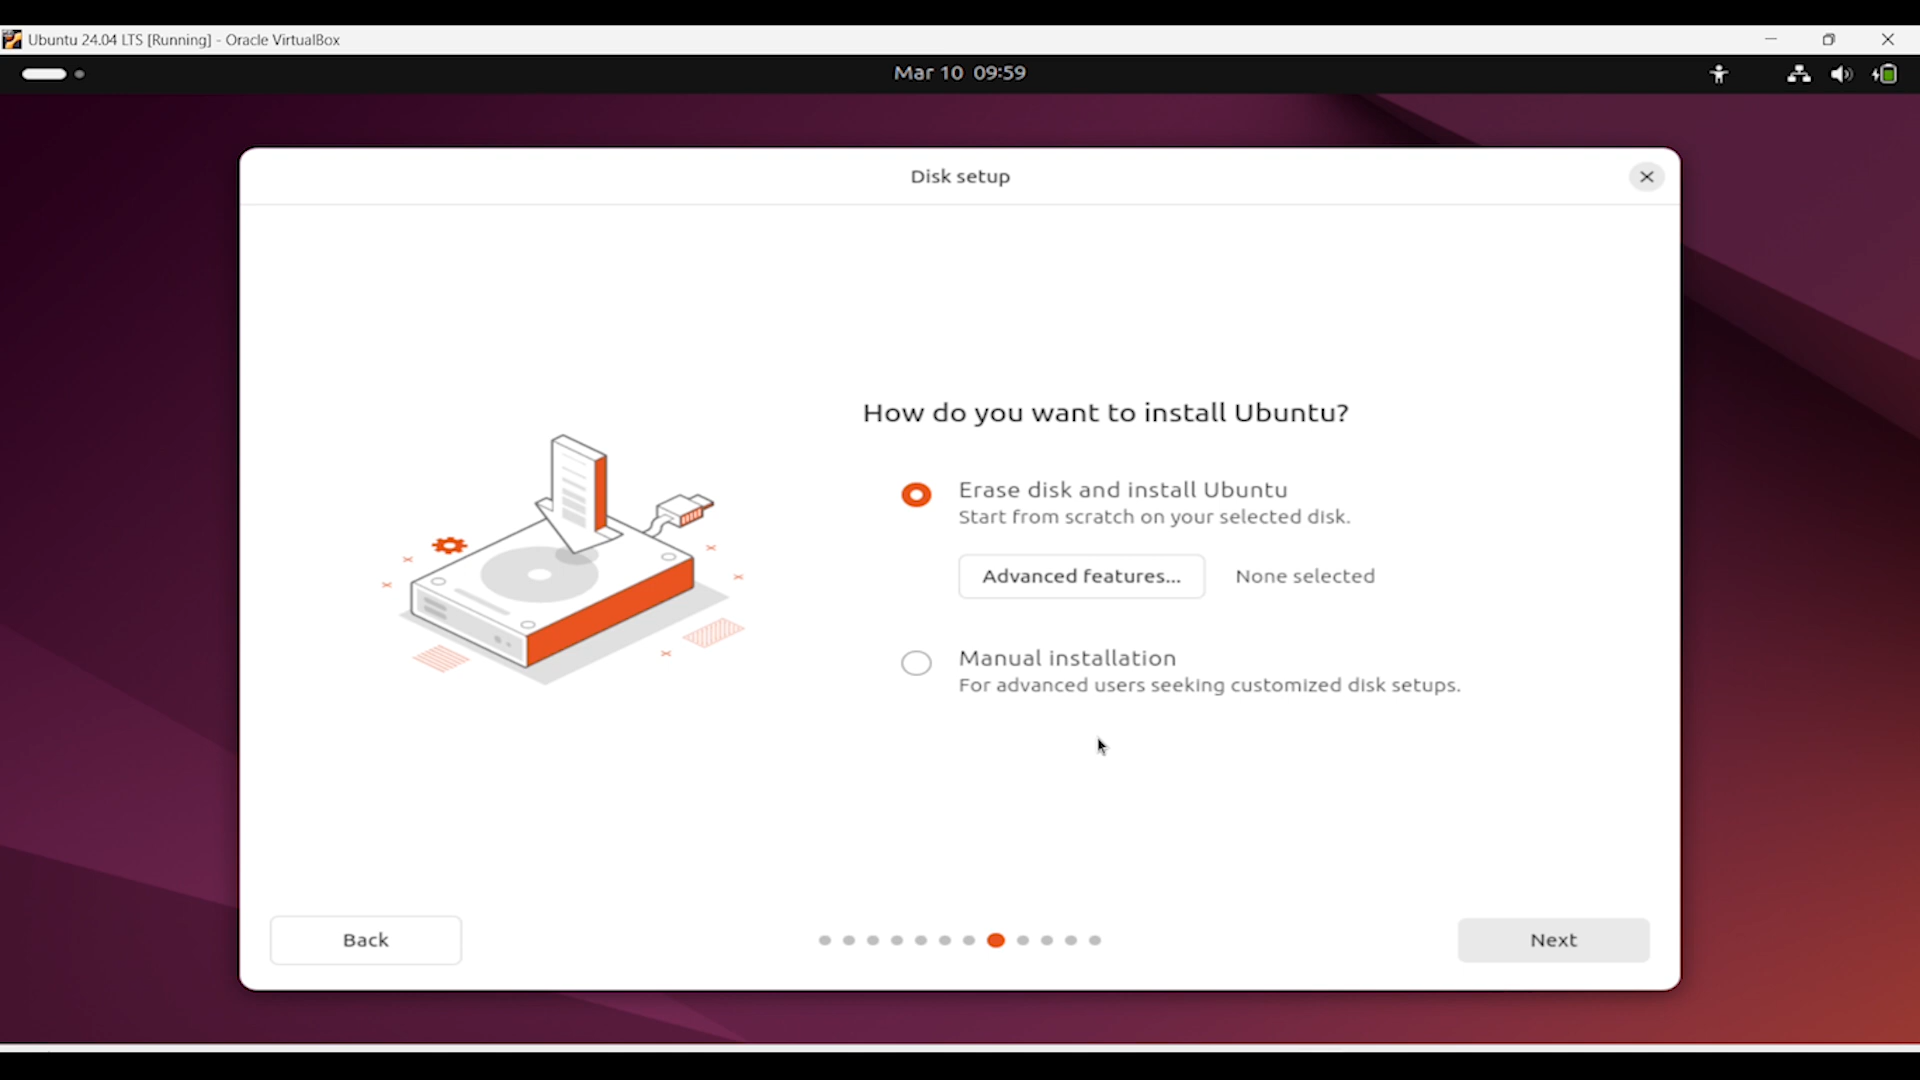 Ubuntu 24.04 LTS [Running] - Oracle VirtualBox
Mar 10 09:59
Disk setup
How do you want to install Ubuntu?
Erase disk and install Ubuntu
Start from scratch on your selected disk.
Advanced features... None selected
Manual installation
For advanced users seeking customized disk setups.
Back Next